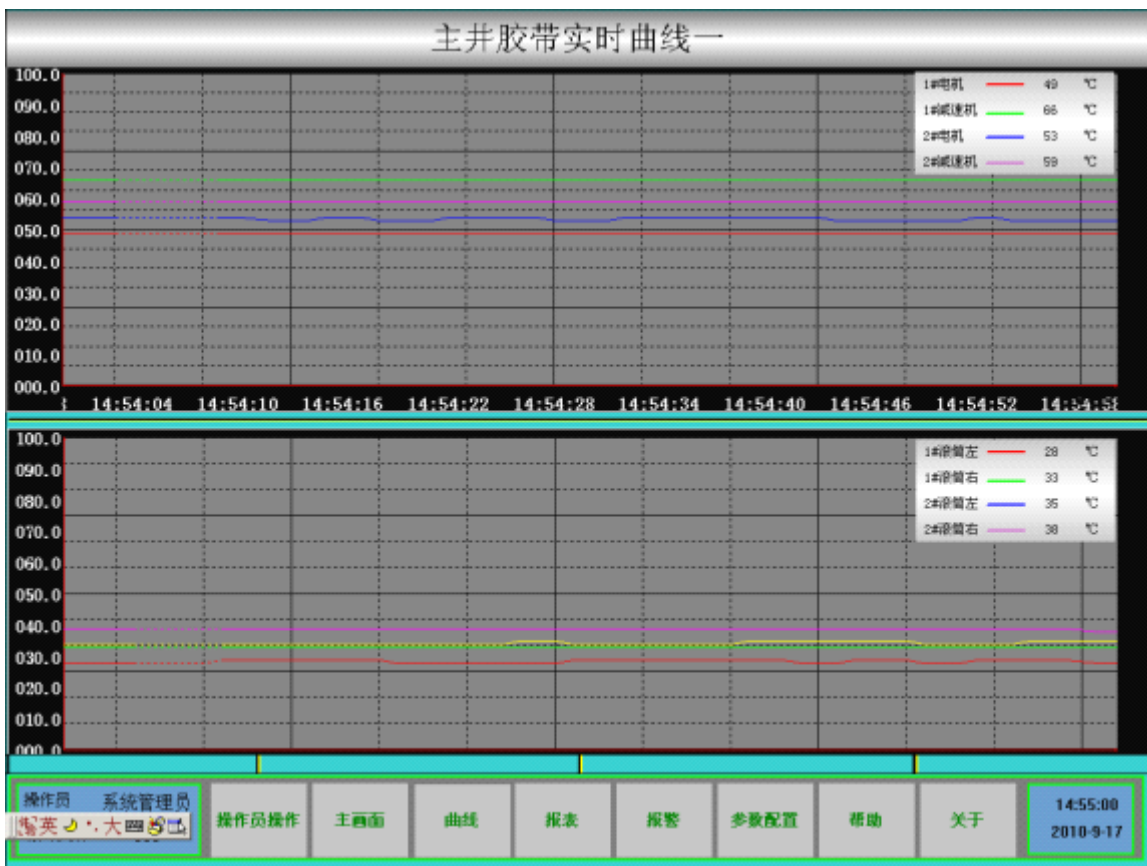 主井胶带实时曲线一
100.0
090.0
080.0
070.0
060.0
050.0
040.0
030.0
020.0
010.0
000.0
1#电机 49 ℃
1#减速机 66 ℃
2#电机 53 ℃
2#减速机 59 ℃
14:54:04 14:54:10 14:54:16 14:54:22 14:54:28 14:54:34 14:54:40 14:54:46 14:54:52 14:54:58
100.0
090.0
080.0
070.0
060.0
050.0
040.0
030.0
020.0
010.0
000.0
1#滚筒左 28 ℃
1#滚筒右 33 ℃
2#滚筒左 35 ℃
2#滚筒右 38 ℃
操作员 系统管理员
英 大
操作员操作 主画面 曲线 报表 报警 参数配置 帮助 关于
14:55:00
2010-9-17